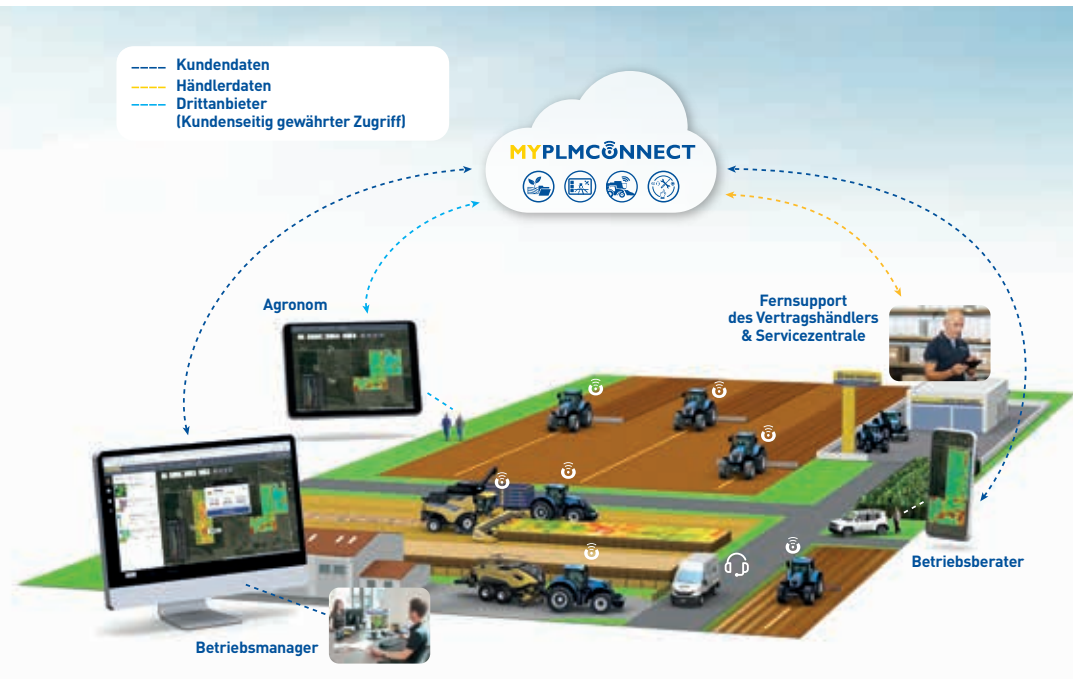 Kundendaten
Händlerdaten
Drittanbieter
(Kundenseitig gewährter Zugriff)
MYPLMCONNECT
Agronom
Fernsupport
des Vertragshändlers
& Servicezentrale
Betriebsberater
Betriebsmanager